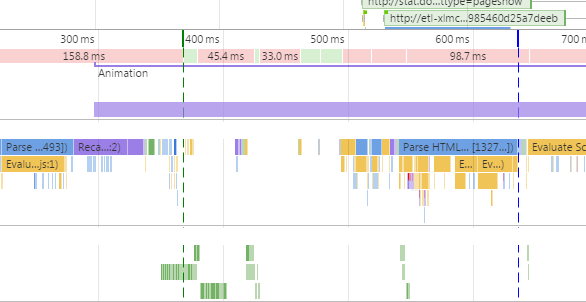 http://stat.do...ttype=pageshow
http://etl-xlmc...985460d25a7deeb
300 ms 400 ms 500 ms 600 ms 700 m
158.8 ms 45.4 ms 33.0 ms 98.7 ms
Animation
Parse ...493]) Reca...:2) Parse HTML... [1327...]) Evaluate Sc
Evalu...js:1) E... Ev...)